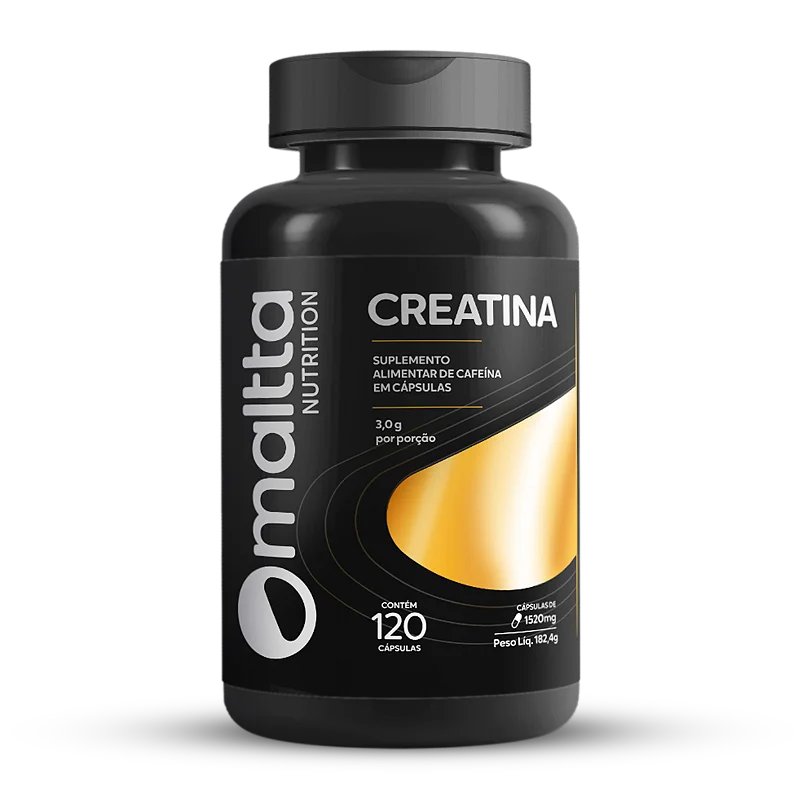 maltta
NUTRITION
CREATINA
SUPLEMENTO
ALIMENTAR DE CAFEÍNA
EM CÁPSULAS
3,0 g
por porção
CONTÉM
120
CÁPSULAS
CÁPSULAS DE
1520mg
Peso Líq. 182,4g